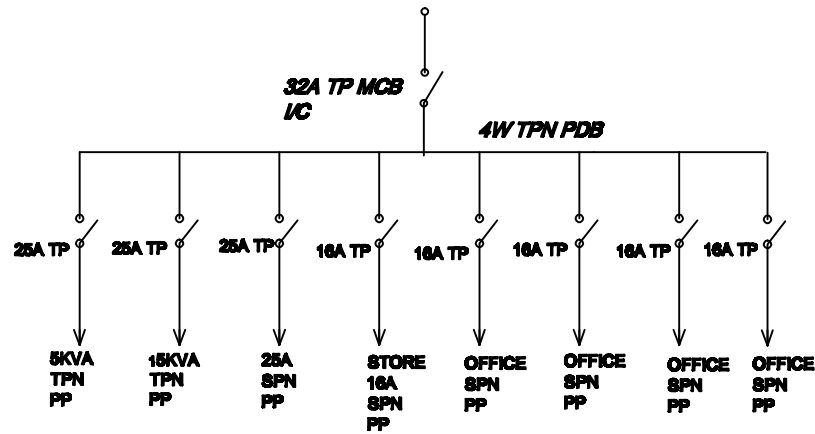 32A TP MCB
I/C
4W TPN PDB
25A TP
25A TP
25A TP
16A TP
16A TP
16A TP
16A TP
16A TP
5KVA
TPN
PP
15KVA
TPN
PP
25A
SPN
PP
STORE
16A
SPN
PP
OFFICE
SPN
PP
OFFICE
SPN
PP
OFFICE
SPN
PP
OFFICE
SPN
PP